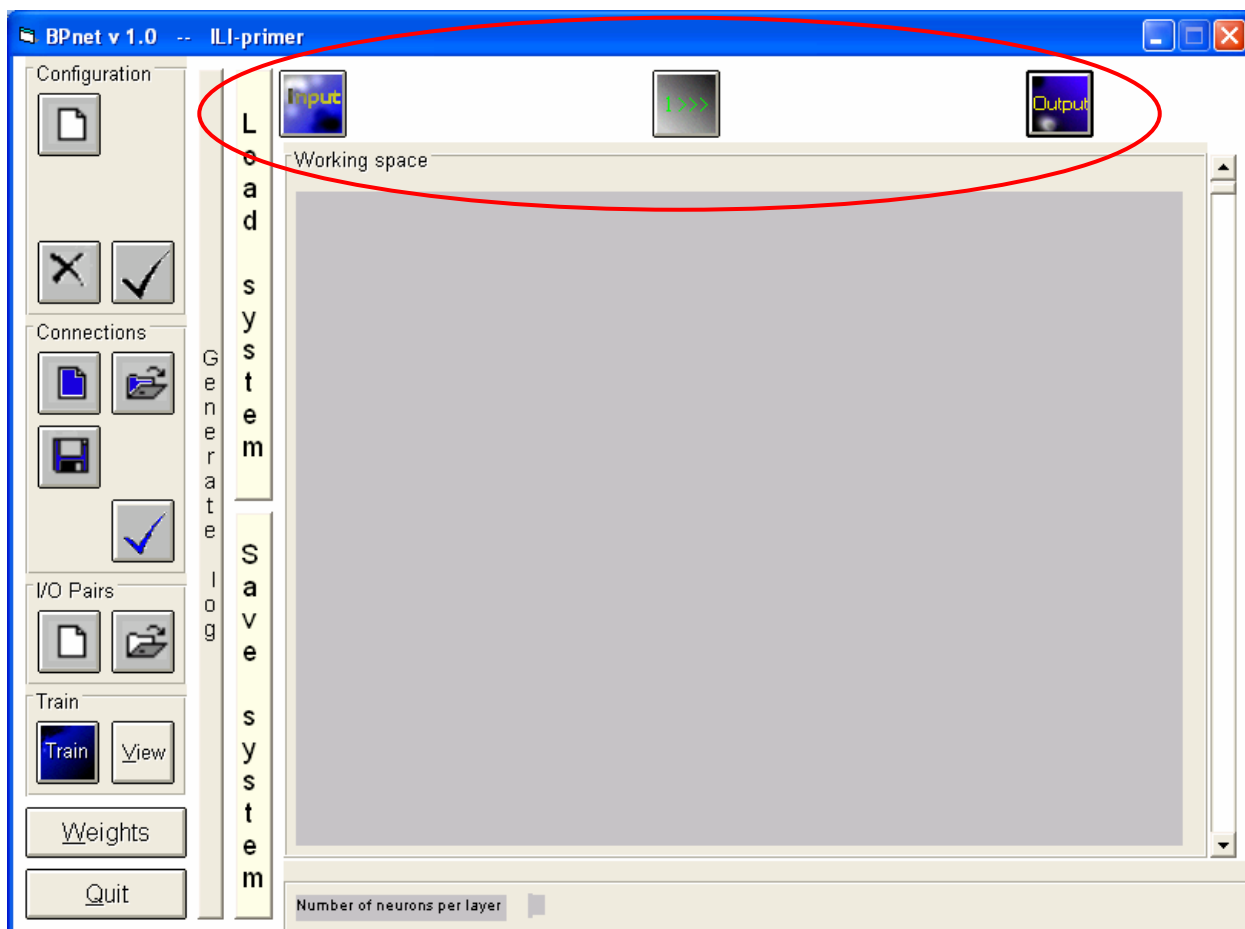 BPnet v 1.0 -- ILI-primer
Configuration
Input
1>>>
Output
Load system
Working space
Connections
Generate log
Save system
I/O Pairs
Train
Train
View
Weights
Quit
Number of neurons per layer